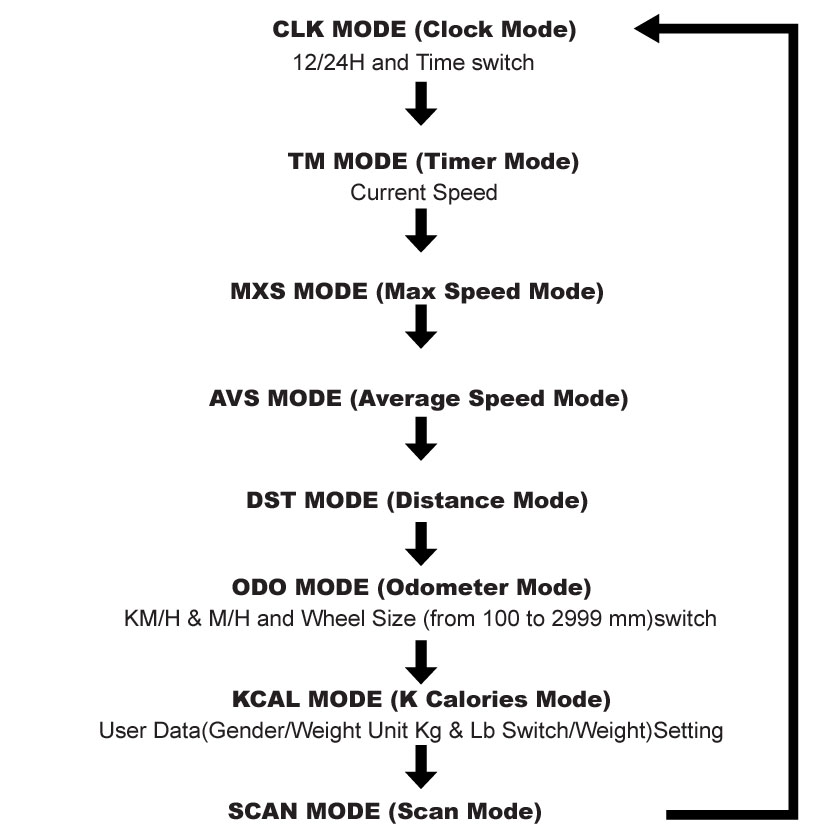 CLK MODE (Clock Mode)
12/24H and Time switch
TM MODE (Timer Mode)
Current Speed
MXS MODE (Max Speed Mode)
AVS MODE (Average Speed Mode)
DST MODE (Distance Mode)
ODO MODE (Odometer Mode)
KM/H & M/H and Wheel Size (from 100 to 2999 mm)switch
KCAL MODE (K Calories Mode)
User Data(Gender/Weight Unit Kg & Lb Switch/Weight)Setting
SCAN MODE (Scan Mode)